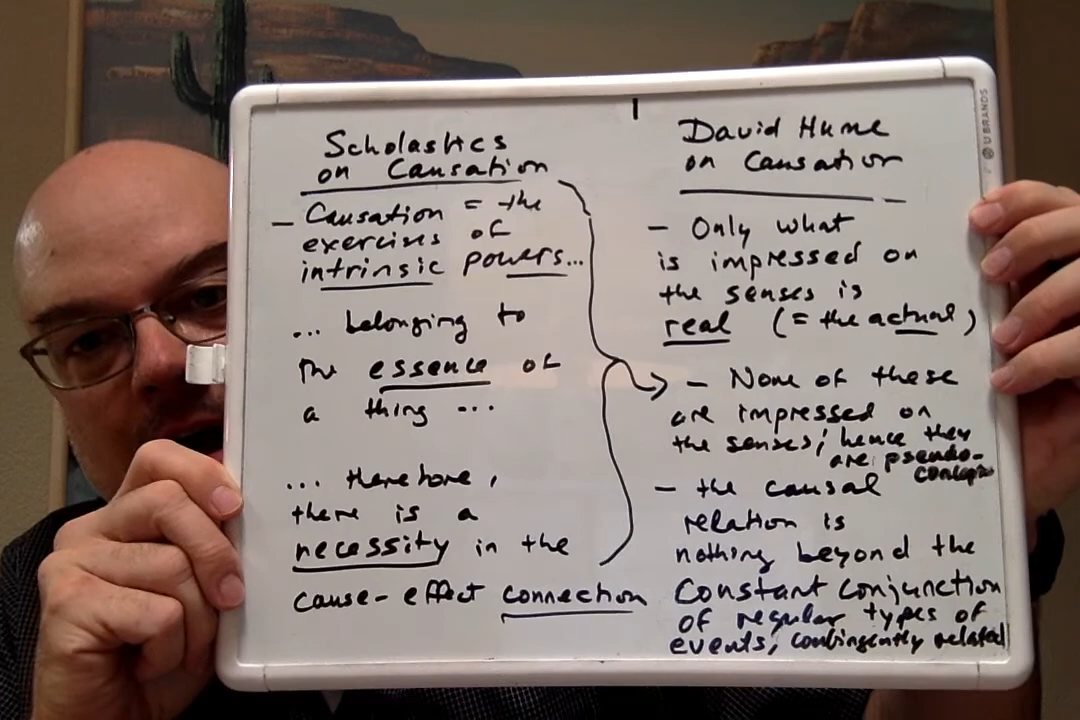 Scholastics
on Causation
– Causation = the
exercises of
intrinsic powers...
... belonging to
the essence of
a thing ...
... therefore,
there is a
necessity in the
cause-effect connection
David Hume
on Causation
– Only what
is impressed on
the senses is
real (= the actual)
– None of these
are impressed on
the senses; hence they
are pseudo-
concepts
– the causal
relation is
nothing beyond the
Constant Conjunction
of regular types of
events, contingently related
U BRANDS